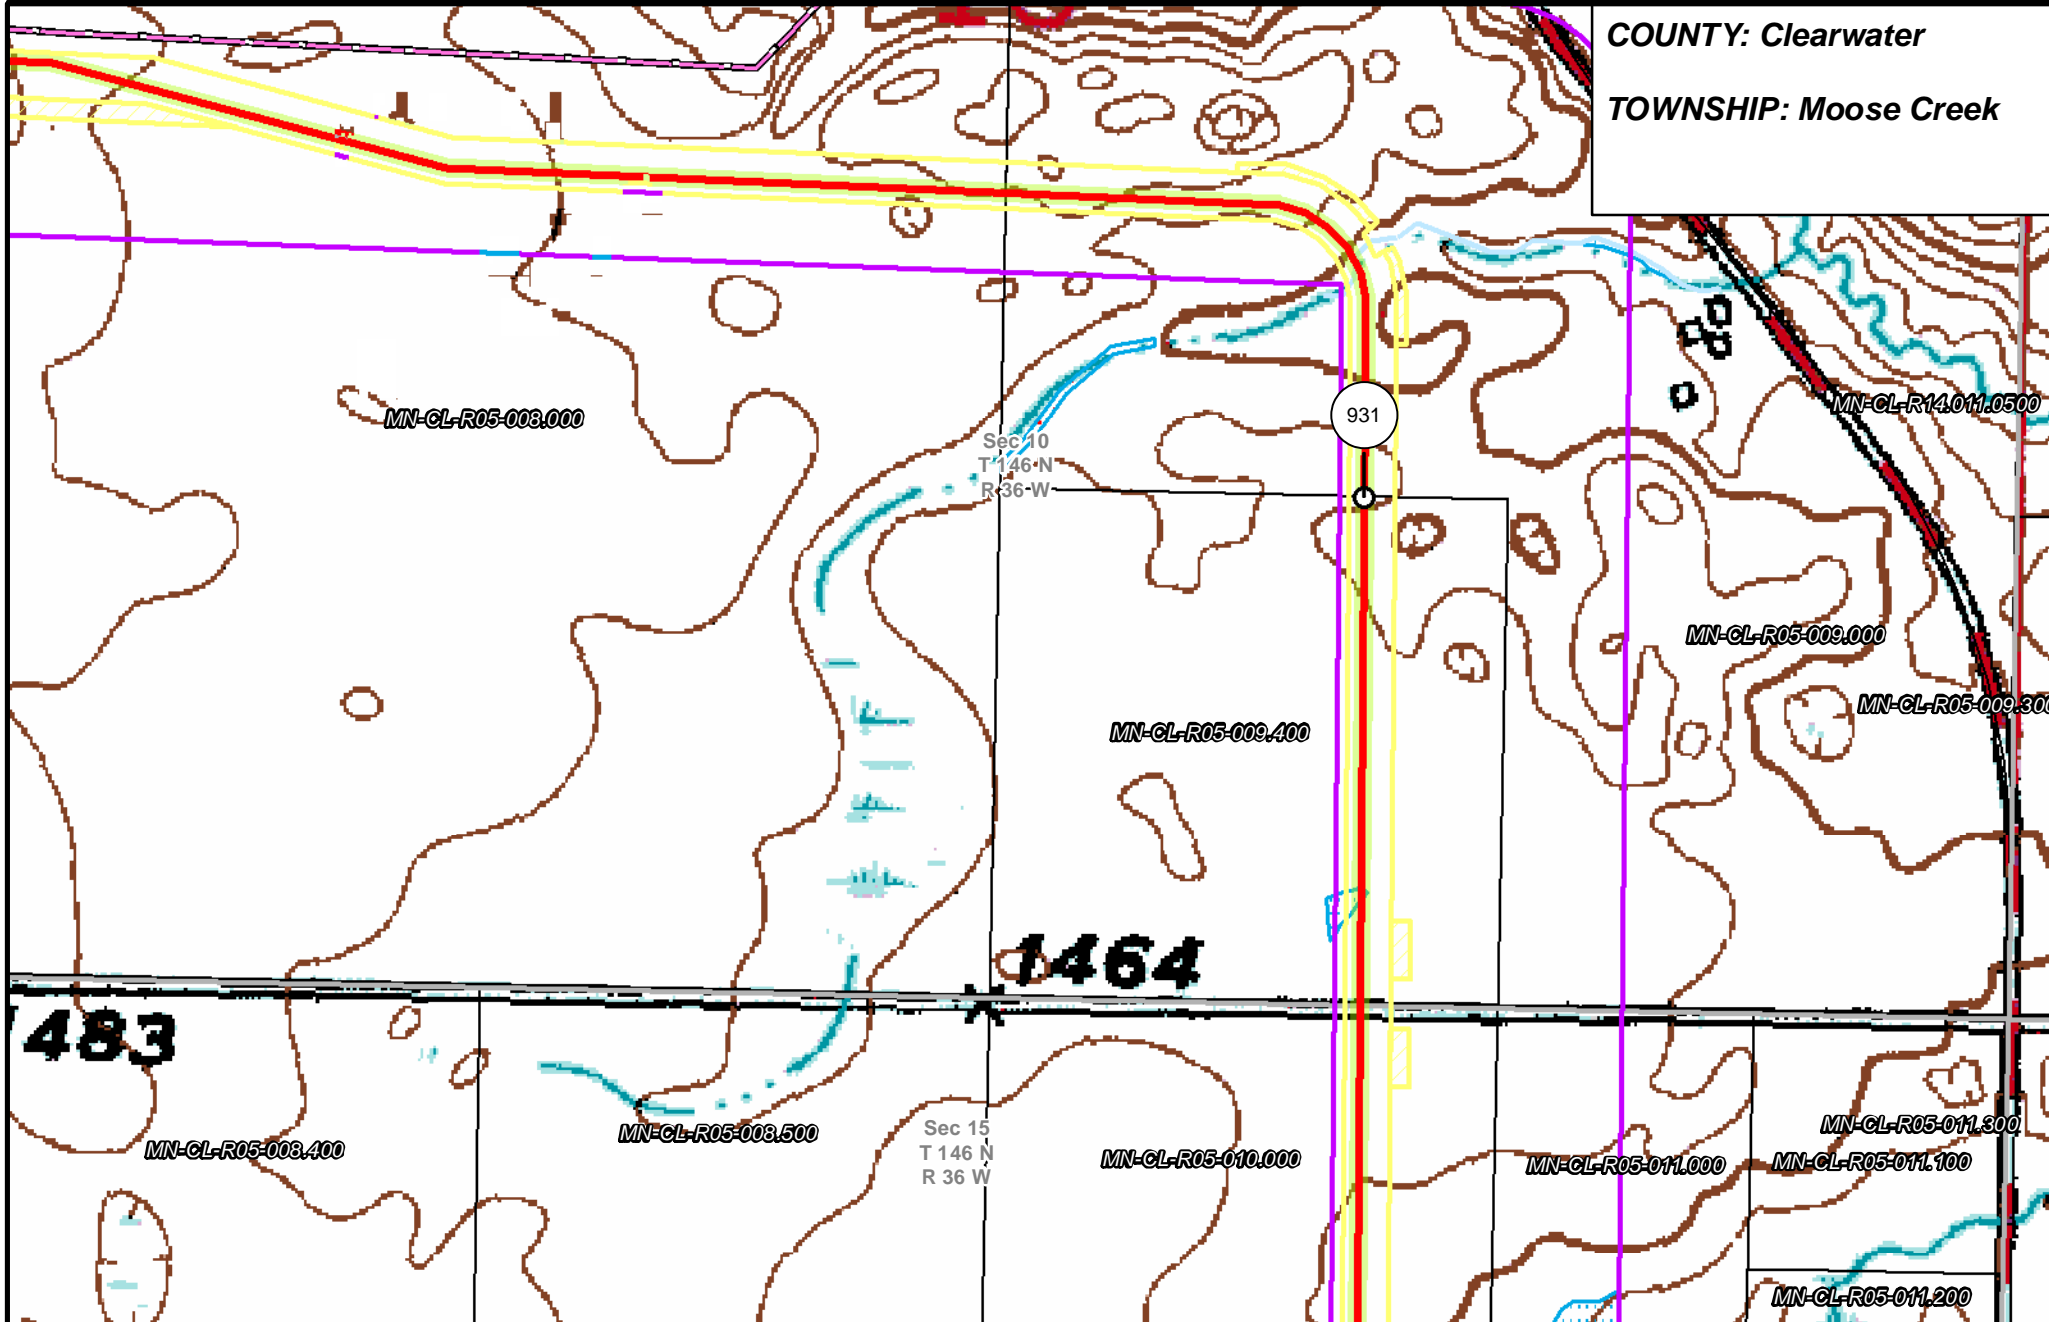 COUNTY: Clearwater
TOWNSHIP: Moose Creek
MN-CL-R05-008.000
931
MN-CL-R14.011.0500
Sec 10
T 146 N
R 36 W
MN-CL-R05-009.000
MN-CL-R05-009.300
MN-CL-R05-009.400
1464
1483
MN-CL-R05-008.400
MN-CL-R05-008.500
Sec 15
T 146 N
R 36 W
MN-CL-R05-010.000
MN-CL-R05-011.000
MN-CL-R05-011.300
MN-CL-R05-011.100
MN-CL-R05-011.200